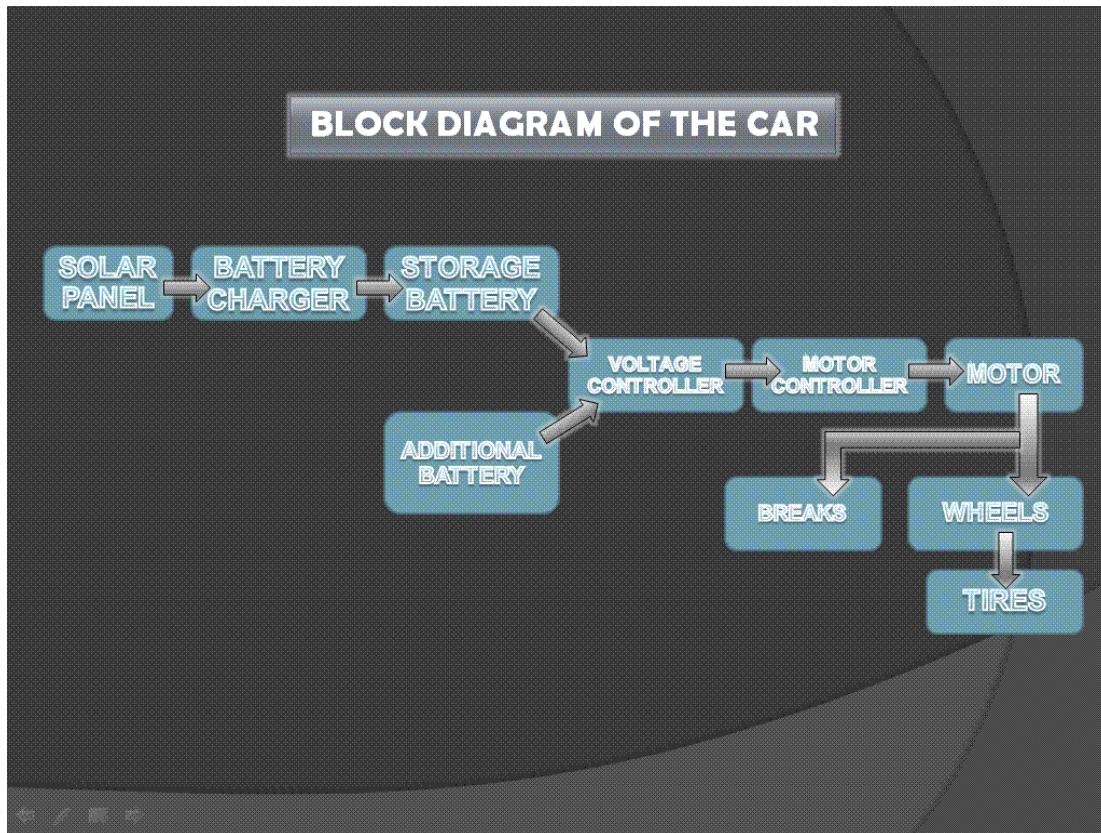 BLOCK DIAGRAM OF THE CAR
SOLAR
PANEL
BATTERY
CHARGER
STORAGE
BATTERY
VOLTAGE
CONTROLLER
MOTOR
CONTROLLER
MOTOR
ADDITIONAL
BATTERY
BREAKS
WHEELS
TIRES